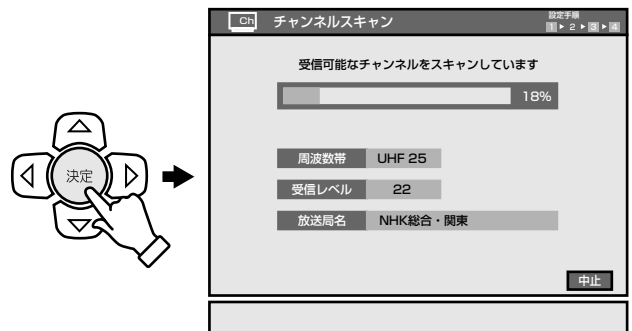 Ch チャンネルスキャン
設定手順
1 ▶ 2 ▶ 3 ▶ 4
受信可能なチャンネルをスキャンしています
18%
周波数帯 UHF 25
決定
受信レベル 22
放送局名 NHK総合・関東
中止